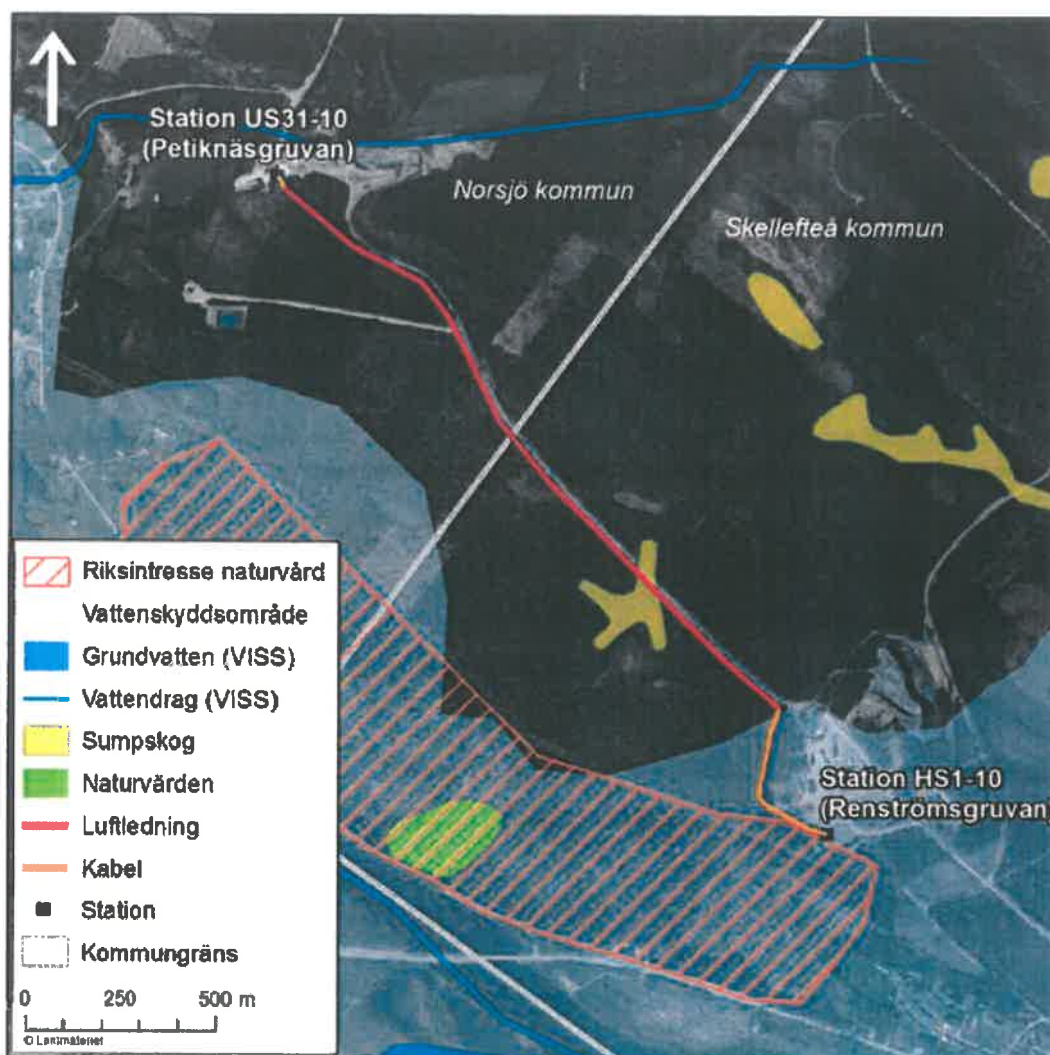 Station US31-10
(Petiknäsgruvan)
Norsjö kommun
Skellefteå kommun
Station HS1-10
(Renströmsgruvan)
Riksintresse naturvård
Vattenskyddsområde
Grundvatten (VISS)
Vattendrag (VISS)
Sumpskog
Naturvärden
Luftledning
Kabel
Station
Kommungräns
0 250 500 m
© Lantmäteriet